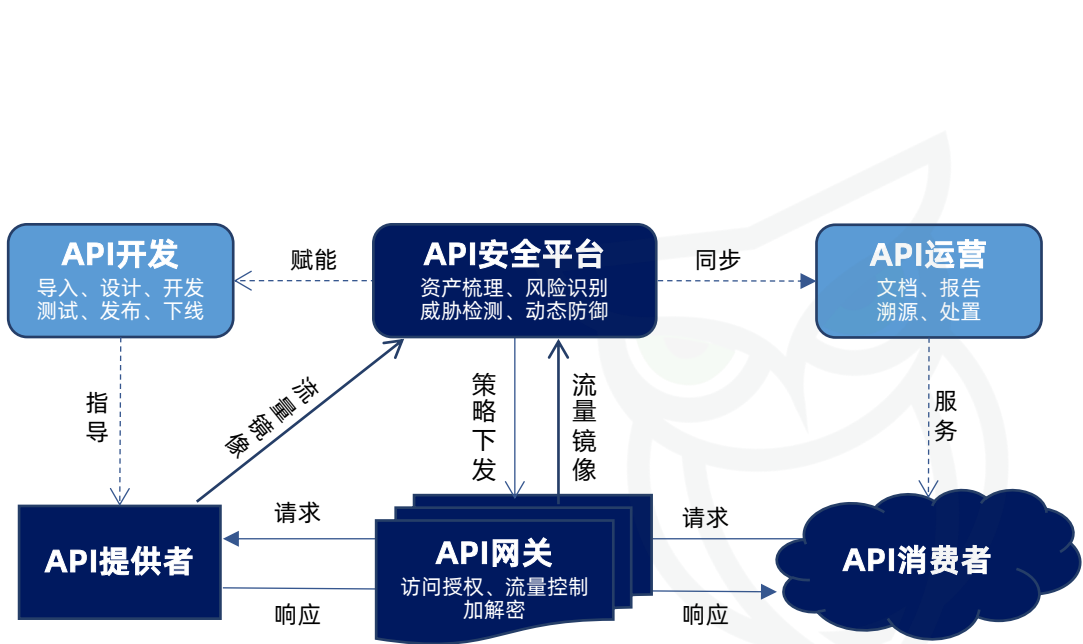 API开发
导入、设计、开发
测试、发布、下线
赋能
API安全平台
资产梳理、风险识别
威胁检测、动态防御
同步
API运营
文档、报告
溯源、处置
指导
流量镜像
策略下发
流量镜像
服务
请求
请求
API提供者
API网关
访问授权、流量控制
加解密
API消费者
响应
响应